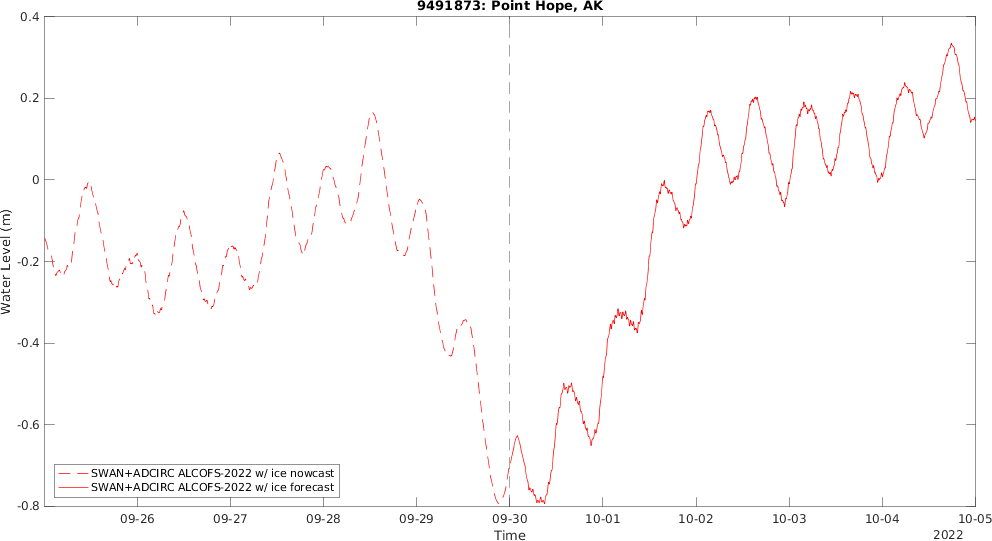 9491873: Point Hope, AK
0.4
0.2
0
-0.2
-0.4
-0.6
-0.8
Water Level (m)
SWAN+ADCIRC ALCOFS-2022 w/ ice nowcast
SWAN+ADCIRC ALCOFS-2022 w/ ice forecast
09-26 09-27 09-28 09-29 09-30 10-01 10-02 10-03 10-04 10-05
Time
2022